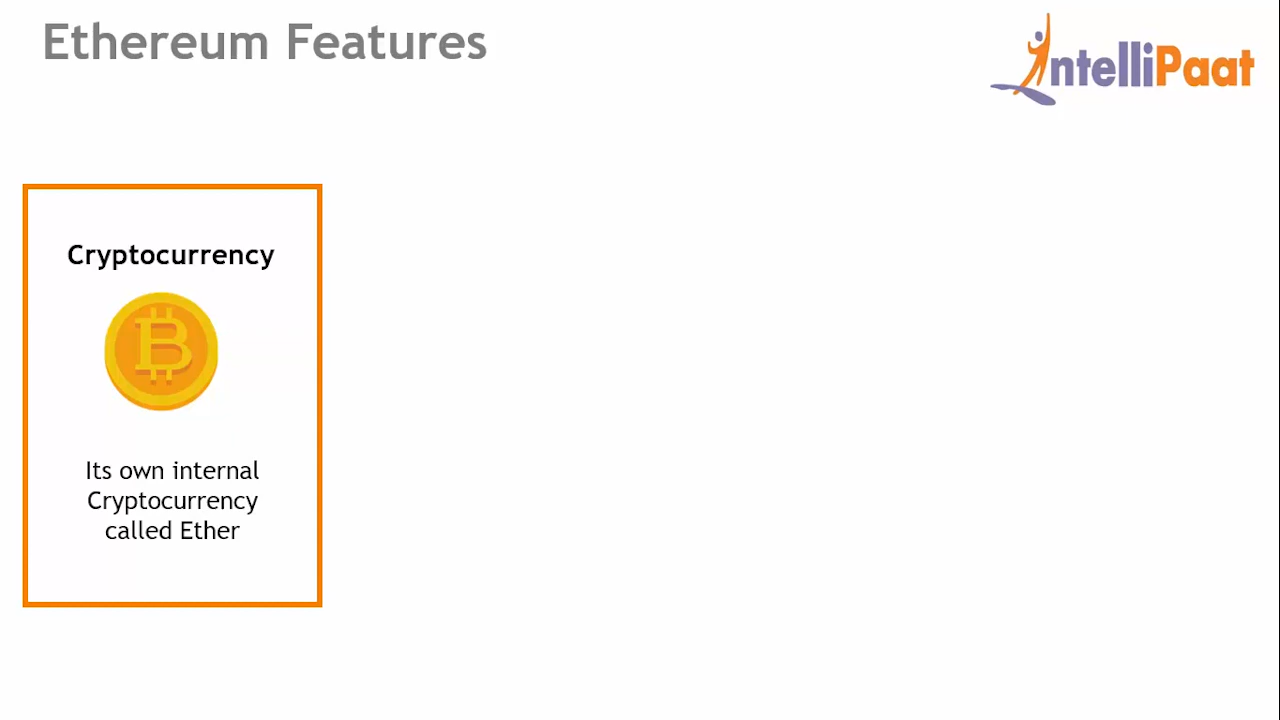 Ethereum Features
IntelliPaat
Cryptocurrency
Its own internal
Cryptocurrency
called Ether